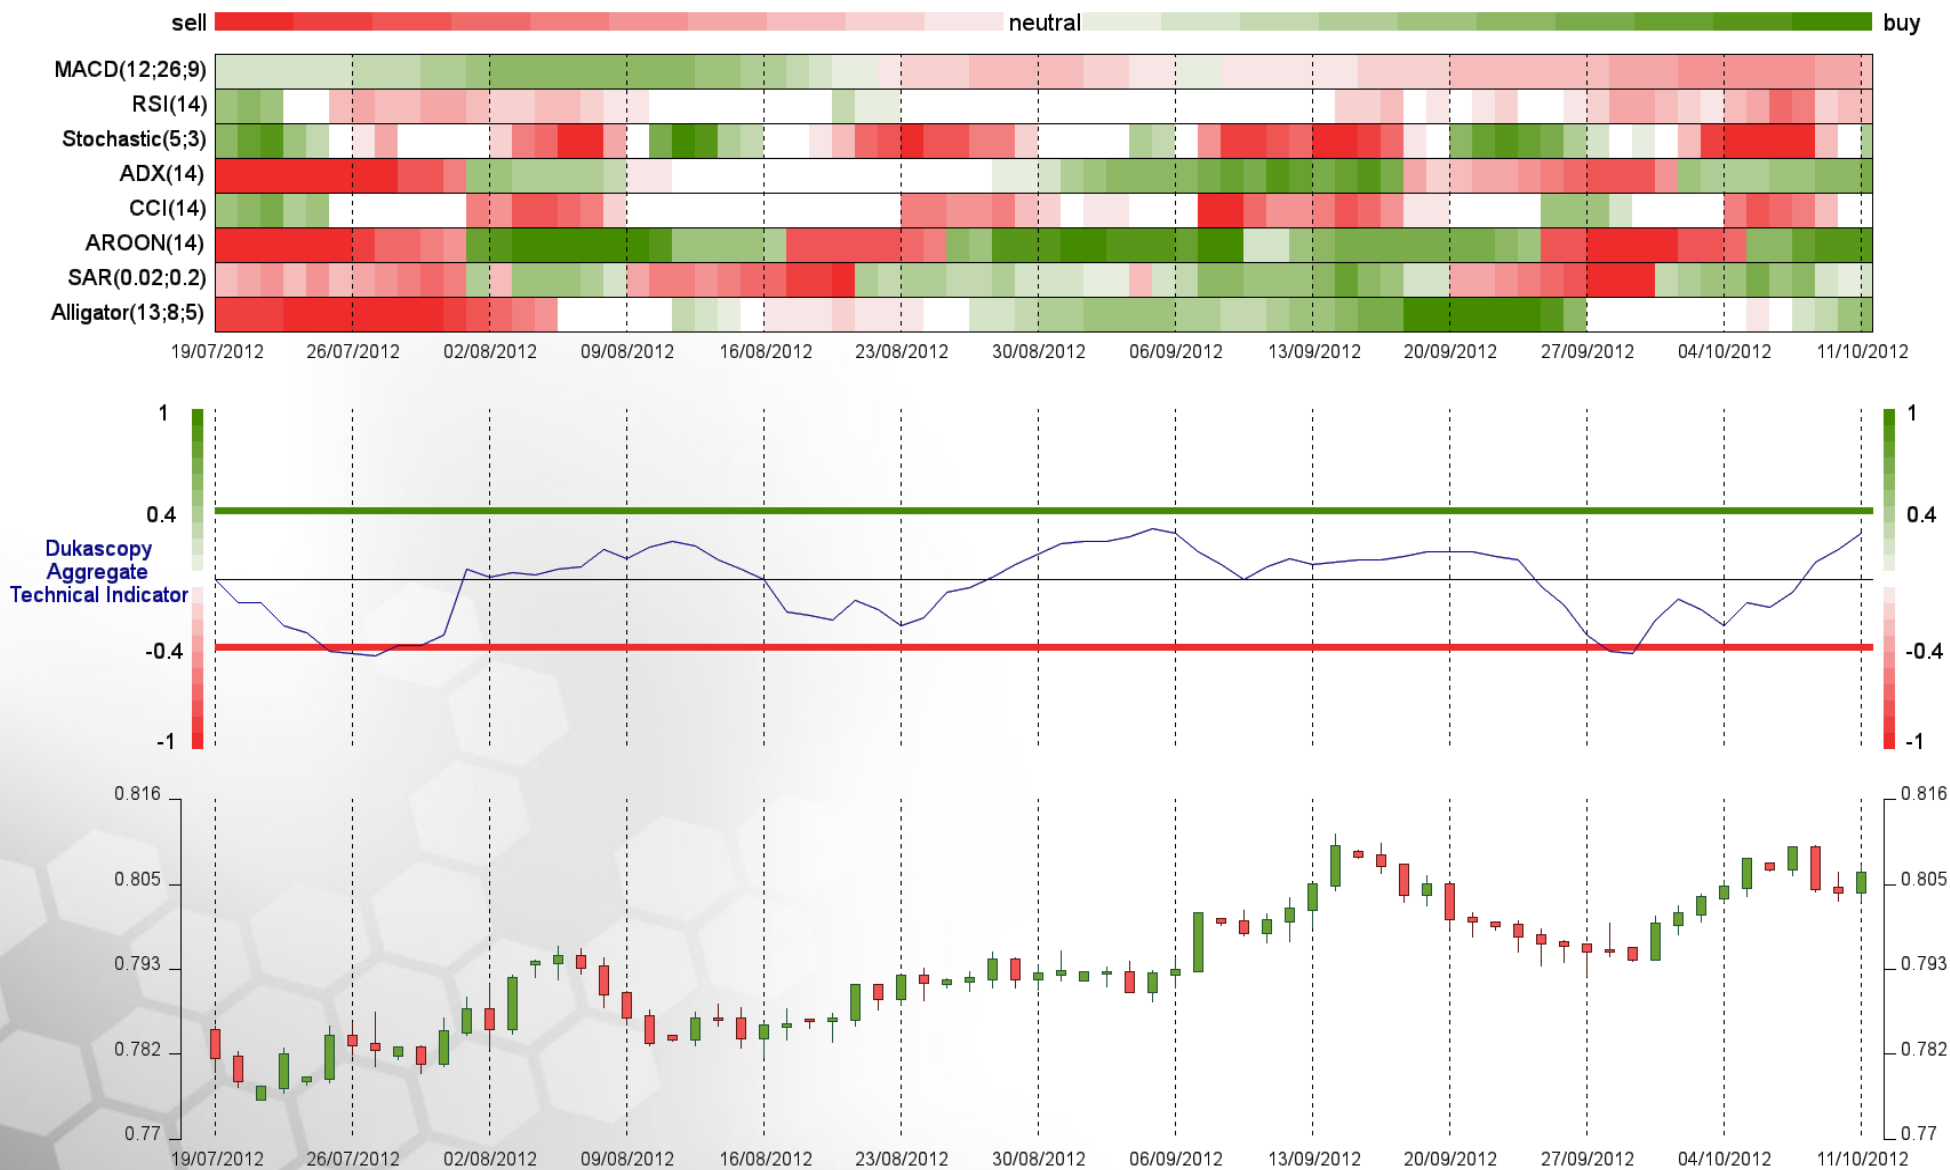 sell neutral buy
MACD(12;26;9)
RSI(14)
Stochastic(5;3)
ADX(14)
CCI(14)
AROON(14)
SAR(0.02;0.2)
Alligator(13;8;5)
19/07/2012 26/07/2012 02/08/2012 09/08/2012 16/08/2012 23/08/2012 30/08/2012 06/09/2012 13/09/2012 20/09/2012 27/09/2012 04/10/2012 11/10/2012
1 1
0.4 0.4
Dukascopy
Aggregate
Technical Indicator
-0.4 -0.4
-1 -1
0.816 0.816
0.805 0.805
0.793 0.793
0.782 0.782
0.77 0.77
19/07/2012 26/07/2012 02/08/2012 09/08/2012 16/08/2012 23/08/2012 30/08/2012 06/09/2012 13/09/2012 20/09/2012 27/09/2012 04/10/2012 11/10/2012